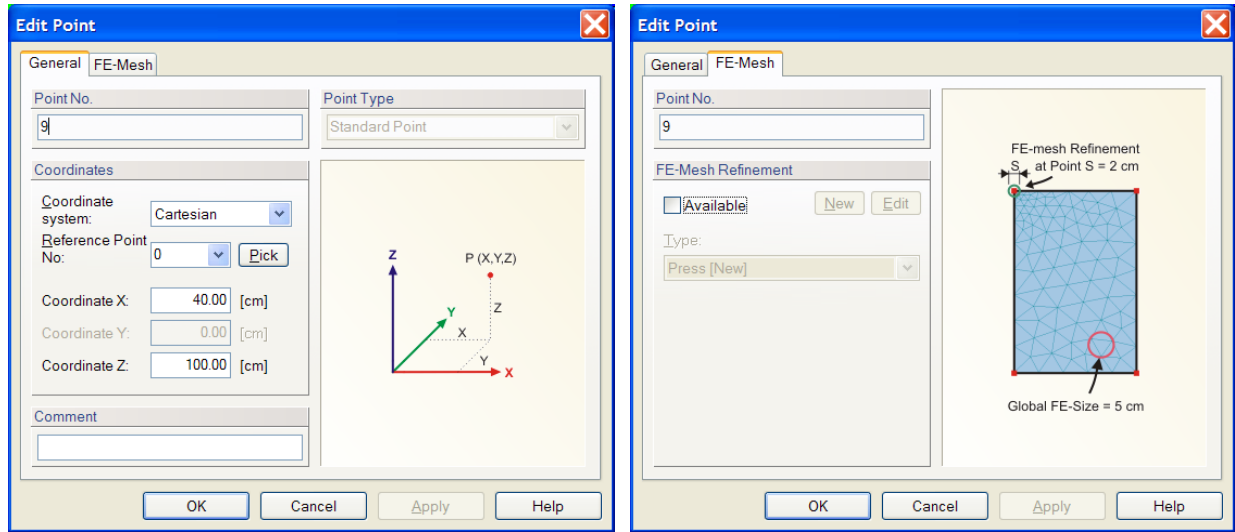 Edit Point
General FE-Mesh
Point No.
9
Point Type
Standard Point
Coordinates
Coordinate
system:
Cartesian
Reference Point
No:
0
Pick
Coordinate X: 40.00 [cm]
Coordinate Y: 0.00 [cm]
Coordinate Z: 100.00 [cm]
Z
P (X,Y,Z)
Y
Z
X
Y
X
Comment
OK Cancel Apply Help
Edit Point
General FE-Mesh
Point No.
9
FE-Mesh Refinement
Available New Edit
Type:
Press [New]
FE-mesh Refinement
S at Point S = 2 cm
Global FE-Size = 5 cm
OK Cancel Apply Help